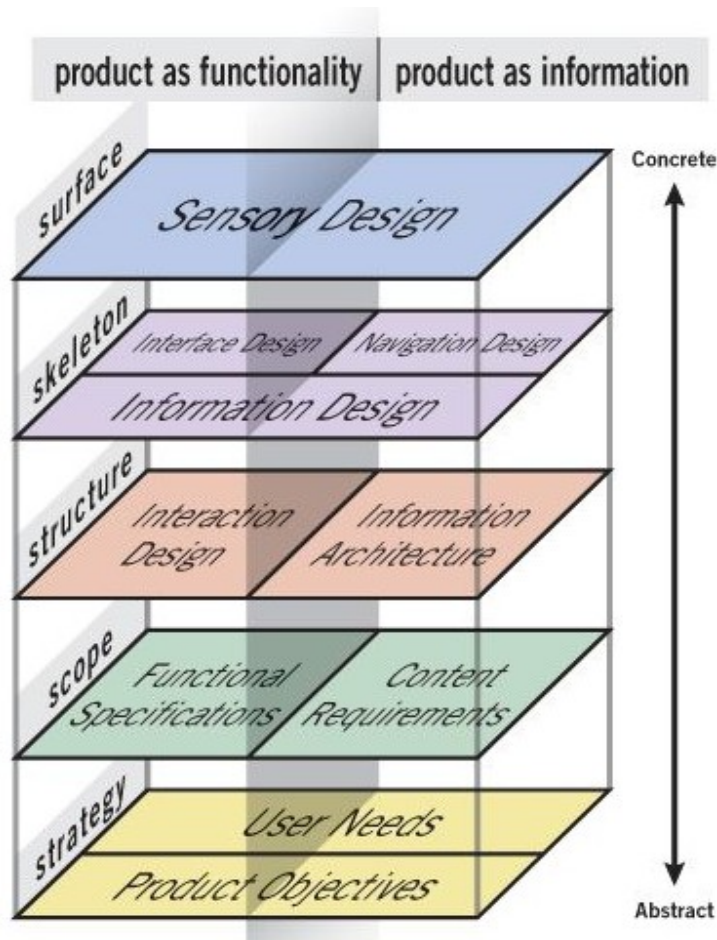 product as functionality
product as information
surface
Concrete
Sensory Design
skeleton
Interface Design
Navigation Design
Information Design
structure
Interaction
Design
Information
Architecture
scope
Functional
Specifications
Content
Requirements
strategy
User Needs
Product Objectives
Abstract